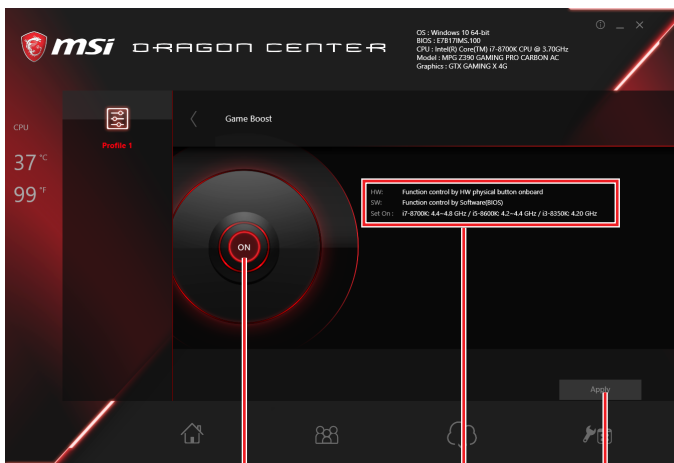 msi DRAGON CENTER
OS : Windows 10 64-bit
BIOS : E7B17IMS.100
CPU : Intel(R) Core(TM) i7-8700K CPU @ 3.70GHz
Model : MPG Z390 GAMING PRO CARBON AC
Graphics : GTX GAMING X 4G
CPU
37 °C
99 °F
Profile 1
Game Boost
HW: Function control by HW physical button onboard
SW: Function control by Software(BIOS)
Set On : i7-8700K: 4.4~4.8 GHz / i5-8600K: 4.2~4.4 GHz / i3-8350K: 4.20 GHz
ON
Apply